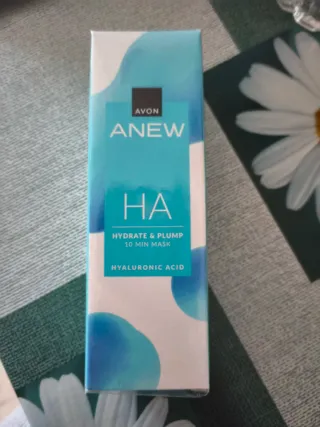 AVON
ANEW
HA
HYDRATE & PLUMP
10 MIN MASK
HYALURONIC ACID